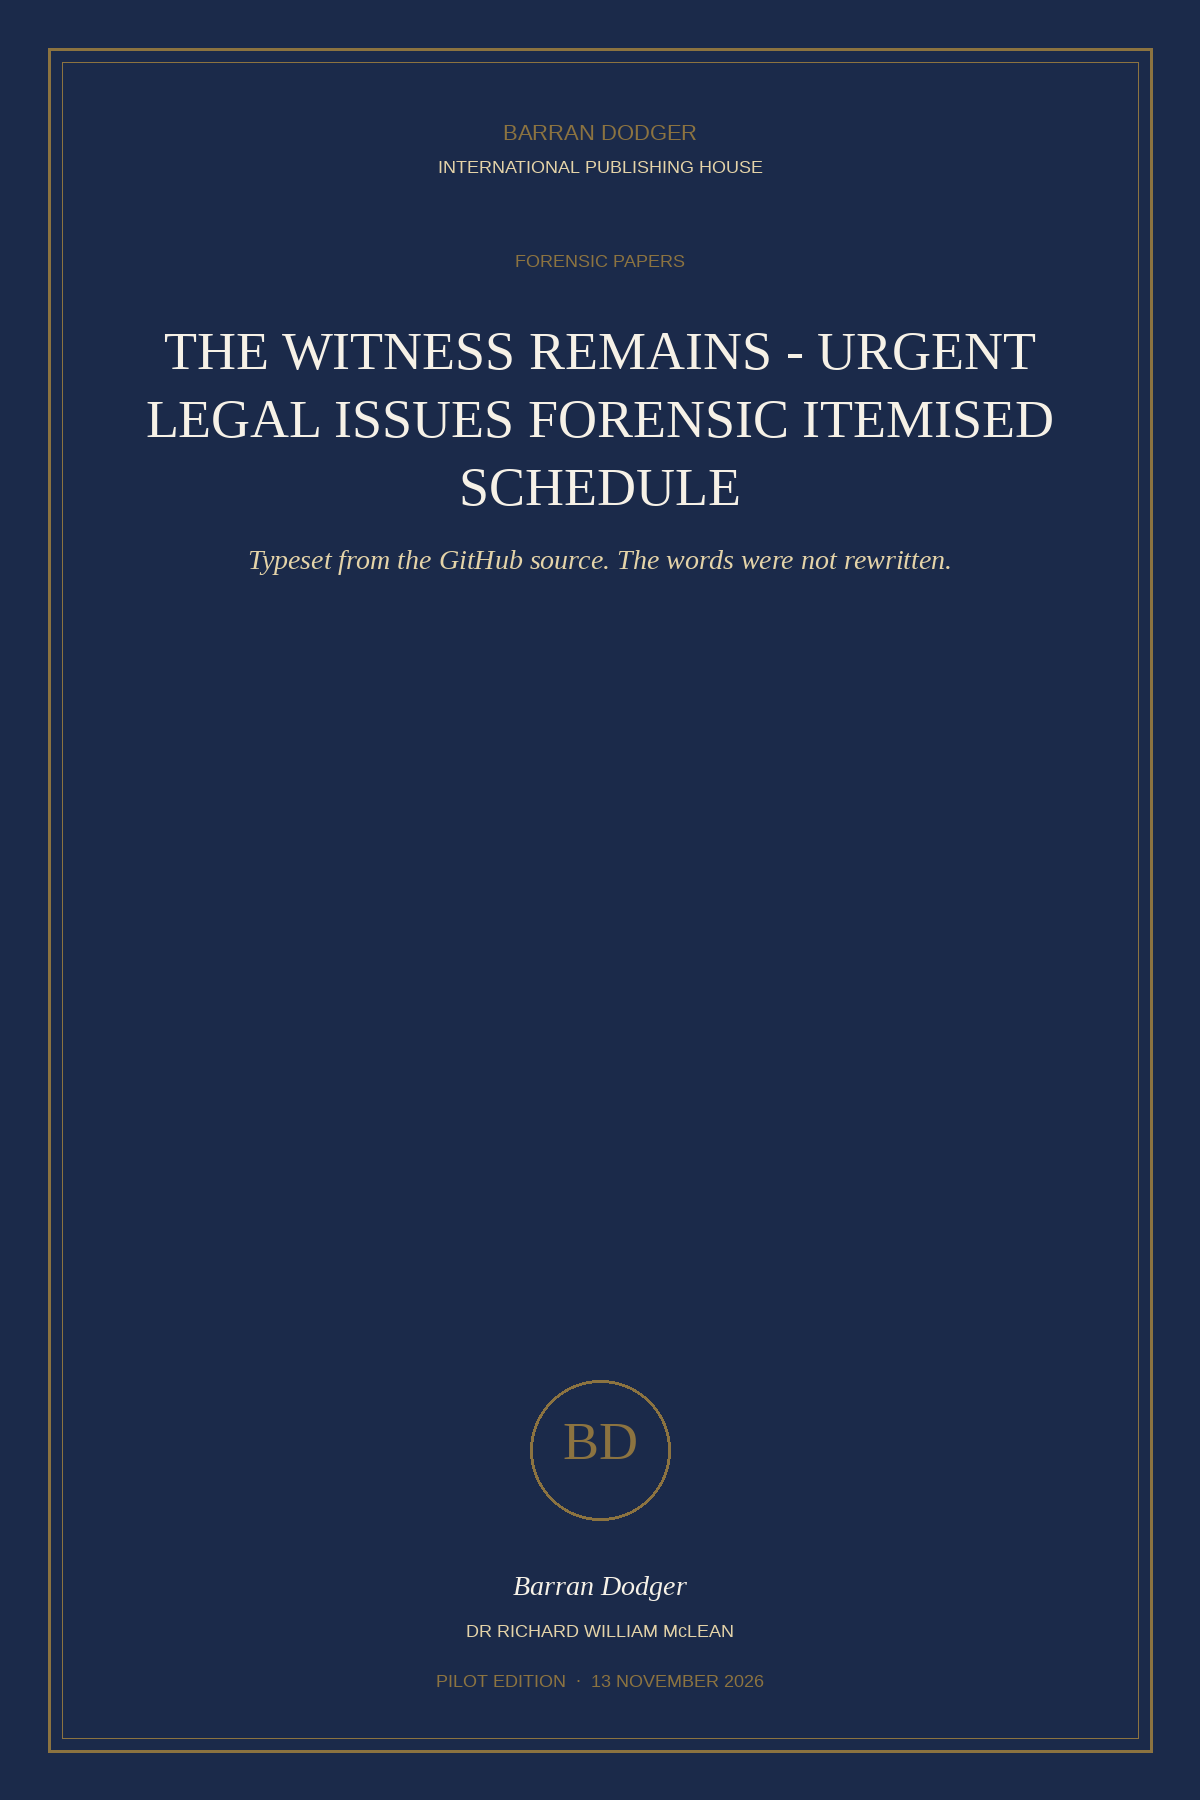 BARRAN DODGER
INTERNATIONAL PUBLISHING HOUSE
FORENSIC PAPERS
THE WITNESS REMAINS - URGENT
LEGAL ISSUES FORENSIC ITEMISED
SCHEDULE
Typeset from the GitHub source. The words were not rewritten.
BD
Barran Dodger
DR RICHARD WILLIAM McLEAN
PILOT EDITION · 13 NOVEMBER 2026